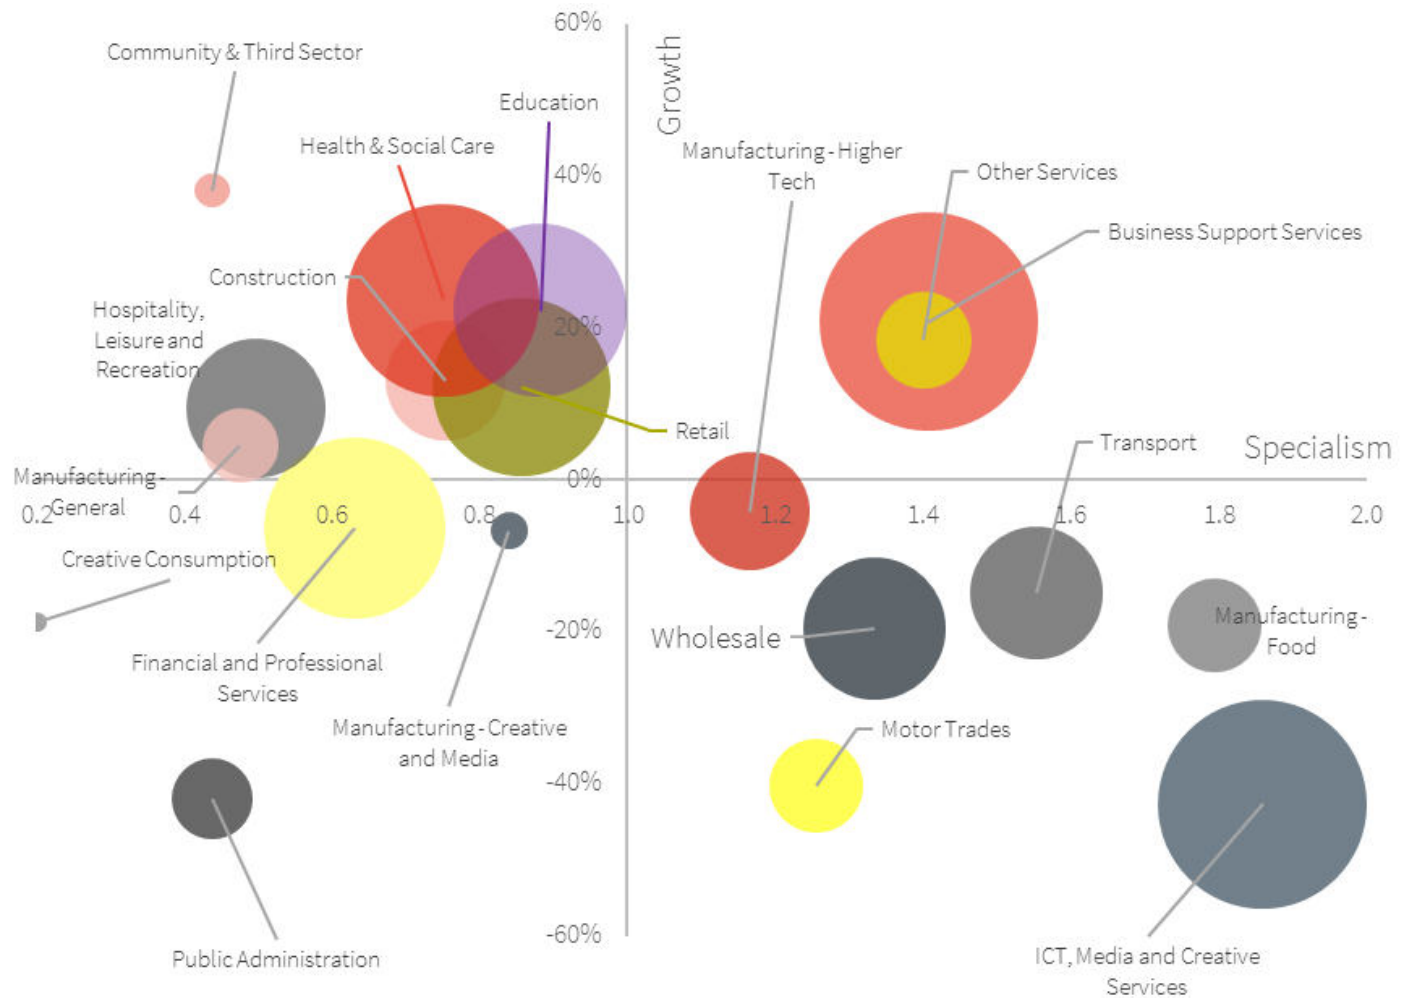 60%
Growth
Community & Third Sector
Education
Health & Social Care
Manufacturing - Higher
Tech
40%
Other Services
Business Support Services
Construction
Hospitality,
Leisure and
Recreation
20%
Retail
Transport
Specialism
Manufacturing -
General
0%
0.2
0.4
0.6
0.8
1.0
1.2
1.4
1.6
1.8
2.0
Creative Consumption
-20%
Wholesale
Manufacturing -
Food
Financial and Professional
Services
Manufacturing - Creative
and Media
Motor Trades
-40%
-60%
Public Administration
ICT, Media and Creative
Services